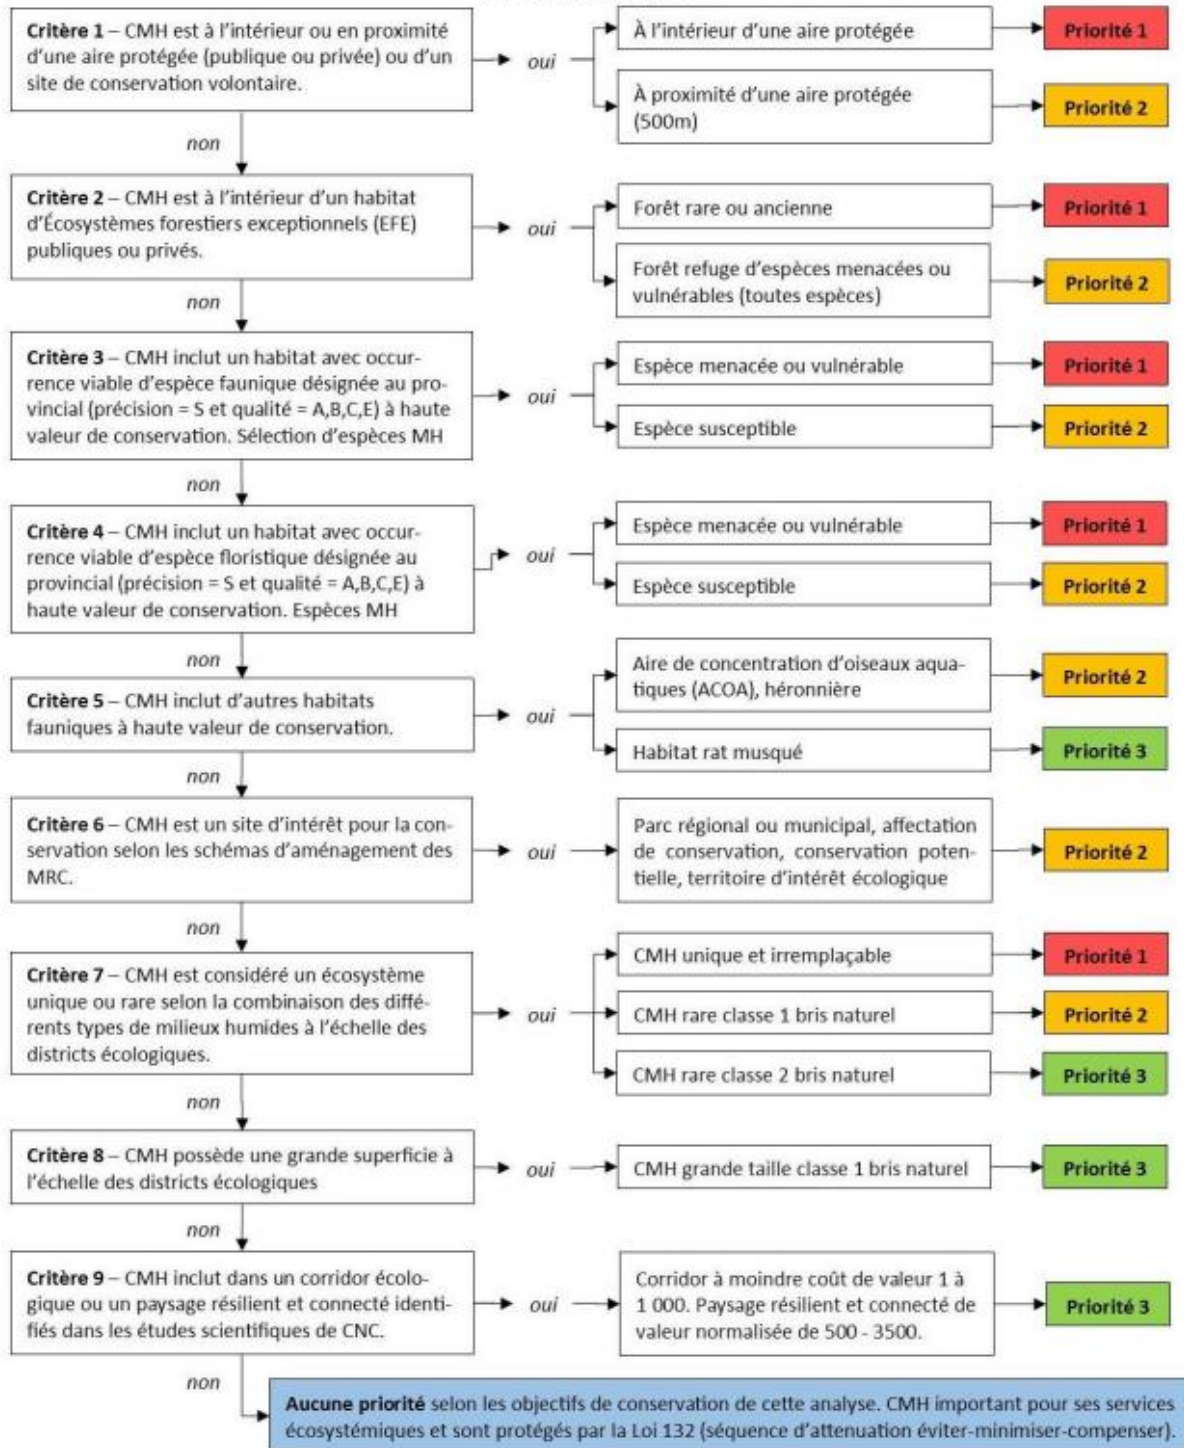 Critère 1 – CMH est à l'intérieur ou en proximité
d'une aire protégée (publique ou privée) ou d'un
site de conservation volontaire.
oui
À l'intérieur d'une aire protégée
Priorité 1
À proximité d'une aire protégée
(500m)
Priorité 2
non
Critère 2 – CMH est à l'intérieur d'un habitat
d'Écosystèmes forestiers exceptionnels (EFE)
publiques ou privés.
oui
Forêt rare ou ancienne
Priorité 1
Forêt refuge d'espèces menacées ou
vulnérables (toutes espèces)
Priorité 2
non
Critère 3 – CMH inclut un habitat avec occur-
rence viable d'espèce faunique désignée au pro-
vincial (précision = S et qualité = A,B,C,E) à haute
valeur de conservation. Sélection d'espèces MH
oui
Espèce menacée ou vulnérable
Priorité 1
Espèce susceptible
Priorité 2
non
Critère 4 – CMH inclut un habitat avec occur-
rence viable d'espèce floristique désignée au
provincial (précision = S et qualité = A,B,C,E) à
haute valeur de conservation. Espèces MH
oui
Espèce menacée ou vulnérable
Priorité 1
Espèce susceptible
Priorité 2
non
Critère 5 – CMH inclut d'autres habitats
fauniques à haute valeur de conservation.
oui
Aire de concentration d'oiseaux aqua-
tiques (ACOA), héronnière
Priorité 2
Habitat rat musqué
Priorité 3
non
Critère 6 – CMH est un site d'intérêt pour la con-
servation selon les schémas d'aménagement des
MRC.
oui
Parc régional ou municipal, affectation
de conservation, conservation poten-
tielle, territoire d'intérêt écologique
Priorité 2
non
Critère 7 – CMH est considéré un écosystème
unique ou rare selon la combinaison des diffé-
rents types de milieux humides à l'échelle des
districts écologiques.
oui
CMH unique et irremplaçable
Priorité 1
CMH rare classe 1 bris naturel
Priorité 2
CMH rare classe 2 bris naturel
Priorité 3
non
Critère 8 – CMH possède une grande superficie à
l'échelle des districts écologiques
oui
CMH grande taille classe 1 bris naturel
Priorité 3
non
Critère 9 – CMH inclut dans un corridor écolo-
gique ou un paysage résilient et connecté identi-
fiés dans les études scientifiques de CNC.
oui
Corridor à moindre coût de valeur 1 à
1 000. Paysage résilient et connecté de
valeur normalisée de 500 - 3500.
Priorité 3
non
Aucune priorité selon les objectifs de conservation de cette analyse. CMH important pour ses services
écosystémiques et sont protégés par la Loi 132 (séquence d'attenuation éviter-minimiser-compenser).